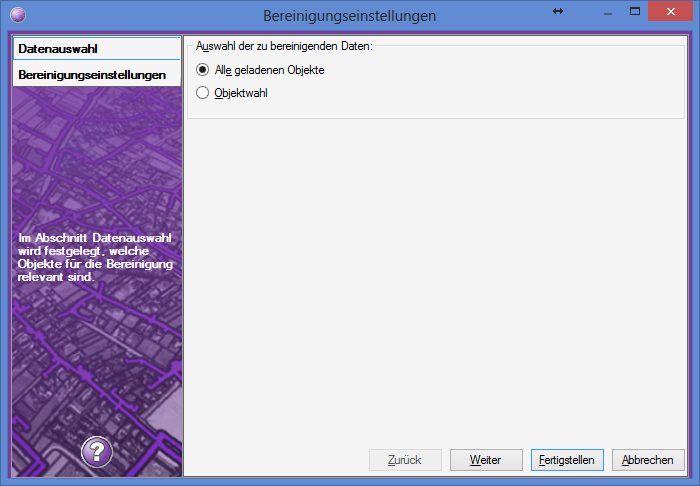 Bereinigungseinstellungen
Datenauswahl
Bereinigungseinstellungen
Im Abschnitt Datenauswahl
wird festgelegt, welche
Objekte für die Bereinigung
relevant sind.
?
Auswahl der zu bereinigenden Daten:
Alle geladenen Objekte
Objektwahl
Zurück Weiter Fertigstellen Abbrechen